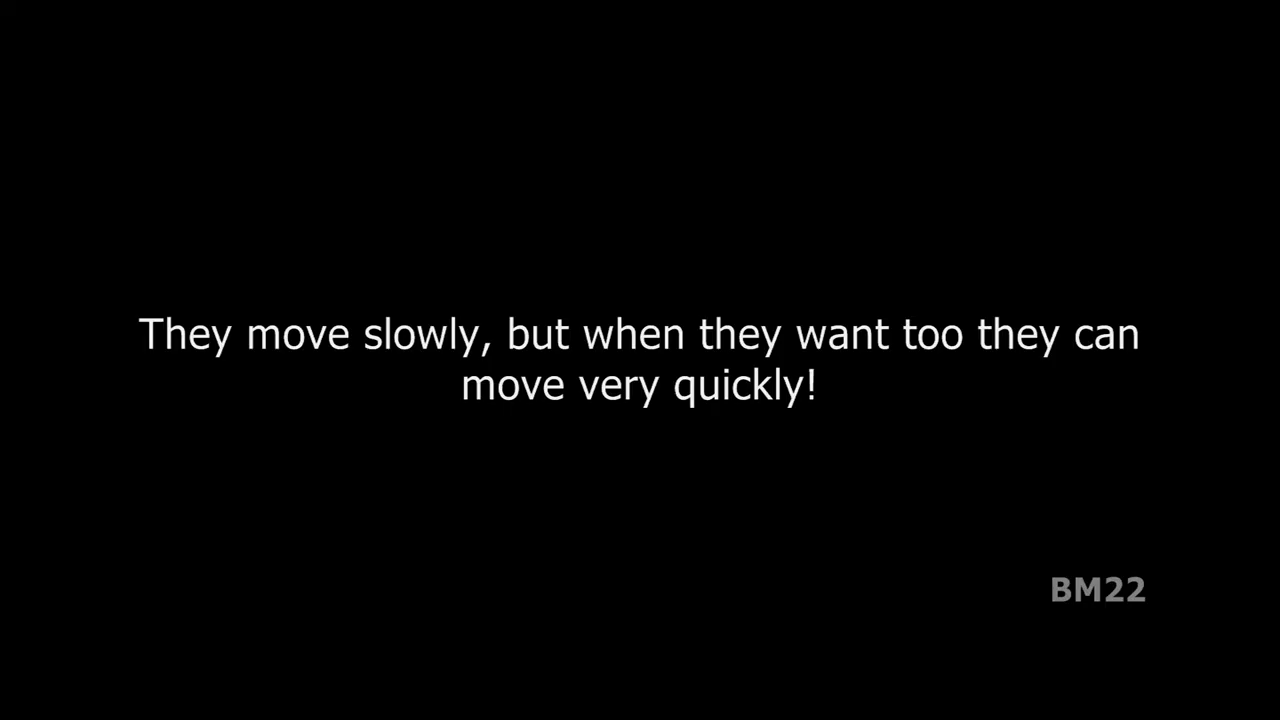 They move slowly, but when they want too they can
move very quickly!
BM22